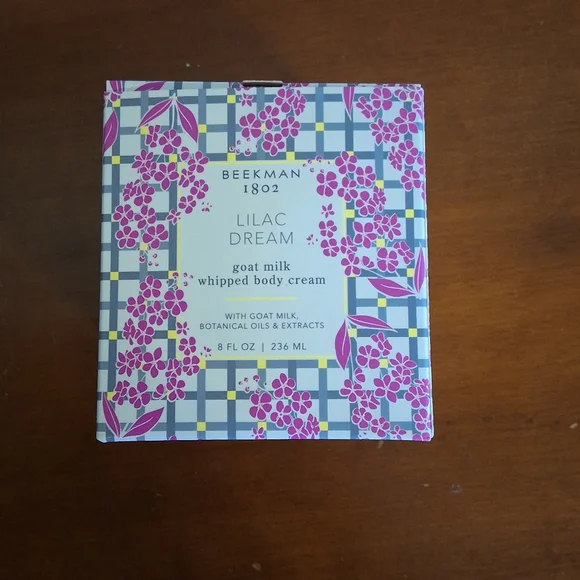 BEEKMAN
1802
LILAC
DREAM
goat milk
whipped body cream
WITH GOAT MILK,
BOTANICAL OILS & EXTRACTS
8 FL OZ | 236 ML